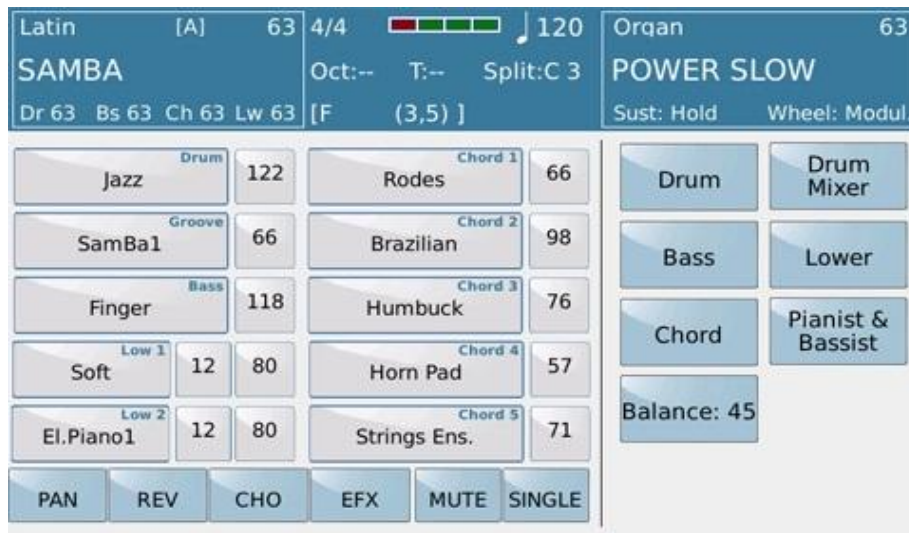 Latin [A] 63
SAMBA
Dr 63 Bs 63 Ch 63 Lw 63
4/4 120
Oct:-- T:-- Split:C 3
[F (3,5) ]
Organ 63
POWER SLOW
Sust: Hold Wheel: Modul.
Drum
Jazz 122
Groove
SamBa1 66
Bass
Finger 118
Low 1
Soft 12 80
Low 2
El.Piano1 12 80
Chord 1
Rodes 66
Chord 2
Brazilian 98
Chord 3
Humbuck 76
Chord 4
Horn Pad 57
Chord 5
Strings Ens. 71
PAN REV CHO EFX MUTE SINGLE
Drum
Drum
Mixer
Bass
Lower
Chord
Pianist &
Bassist
Balance: 45